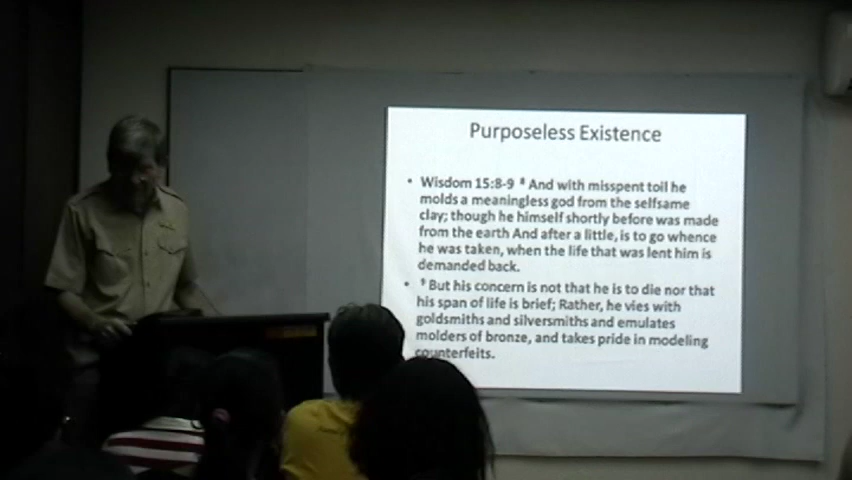 Purposeless Existence
• Wisdom 15:8-9 ⁸ And with misspent toil he
molds a meaningless god from the selfsame
clay; though he himself shortly before was made
from the earth And after a little, is to go whence
he was taken, when the life that was lent him is
demanded back.
• ⁹ But his concern is not that he is to die nor that
his span of life is brief; Rather, he vies with
goldsmiths and silversmiths and emulates
molders of bronze, and takes pride in modeling
counterfeits.